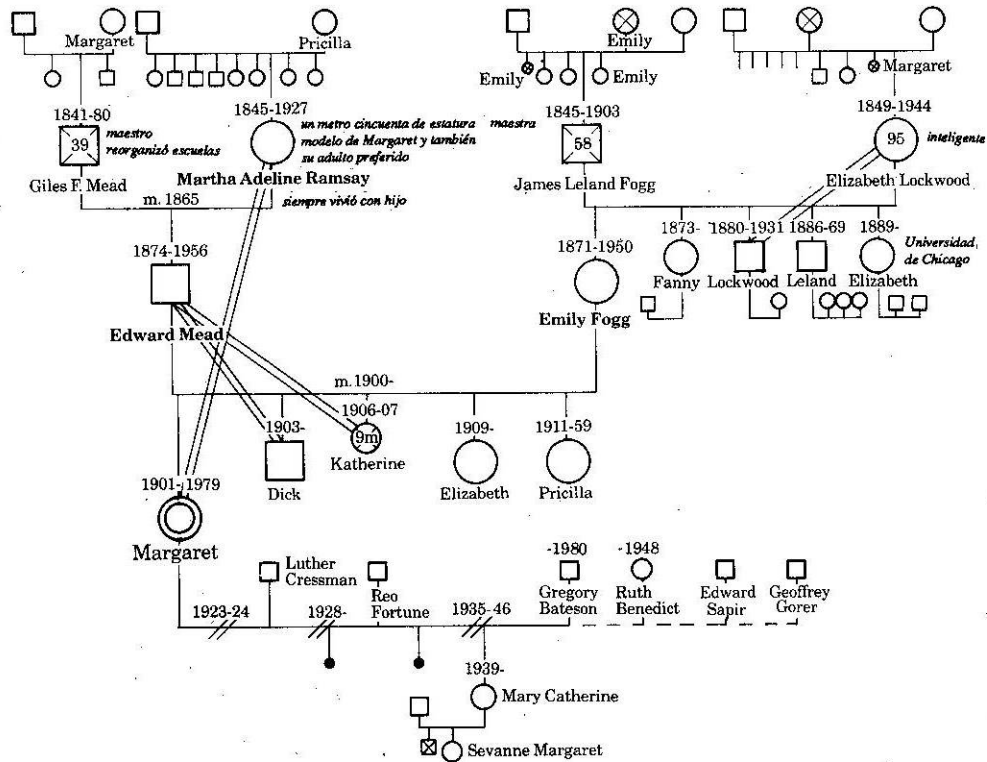 Margaret
Pricilla
Emily
Emily
Emily
Margaret
1841-80
1845-1927
1845-1903
1849-1944
39
maestro
reorganizó escuelas
un metro cincuenta de estatura
modelo de Margaret y también
su adulto preferido
maestra
58
95
inteligente
Giles F. Mead
Martha Adeline Ramsay
James Leland Fogg
Elizabeth Lockwood
m. 1865
siempre vivió con hijo
1874-1956
1871-1950
1873-
1880-1931
1886-69
1889-
Universidad
de Chicago
Fanny
Lockwood
Leland
Elizabeth
Edward Mead
Emily Fogg
m. 1900-
1903-
1906-07
9m
Katherine
1909-
1911-59
Dick
Elizabeth
Pricilla
1901-1979
Margaret
Luther
Cressman
Reo
Fortune
-1980
Gregory
Bateson
-1948
Ruth
Benedict
Edward
Sapir
Geoffrey
Gorer
1923-24
1928-
1935-46
1939-
Mary Catherine
Sevanne Margaret